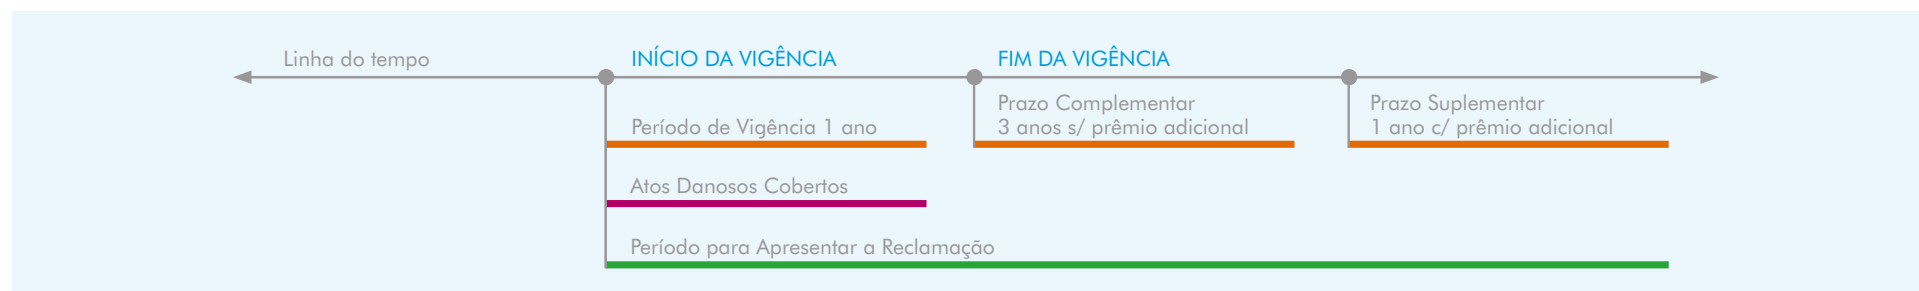 Linha do tempo
INÍCIO DA VIGÊNCIA
FIM DA VIGÊNCIA
Período de Vigência 1 ano
Prazo Complementar
3 anos s/ prêmio adicional
Prazo Suplementar
1 ano c/ prêmio adicional
Atos Danosos Cobertos
Período para Apresentar a Reclamação